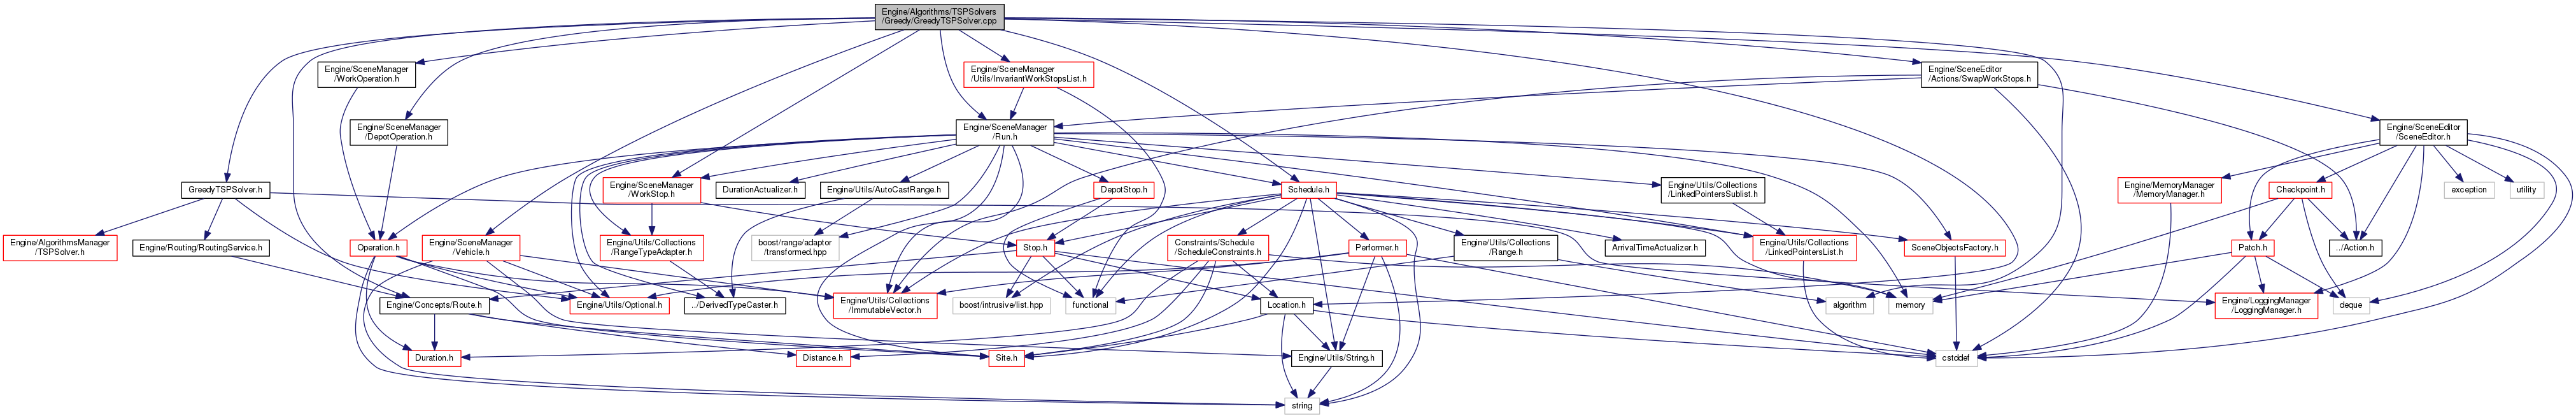 Engine/Algorithms/TSPSolvers
/Greedy/GreedyTSPSolver.cpp
Engine/SceneManager
/WorkOperation.h
Engine/SceneManager
/Utils/InvariantWorkStopsList.h
Engine/SceneEditor
/Actions/SwapWorkStops.h
Engine/SceneManager
/DepotOperation.h
Engine/SceneManager
/Run.h
Engine/SceneEditor
/SceneEditor.h
GreedyTSPSolver.h
Engine/SceneManager
/WorkStop.h
DurationActualizer.h
Engine/Utils/AutoCastRange.h
DepotStop.h
Schedule.h
Engine/Utils/Collections
/LinkedPointersSublist.h
Engine/MemoryManager
/MemoryManager.h
Checkpoint.h
exception
utility
Engine/AlgorithmsManager
/TSPSolver.h
Engine/Routing/RoutingService.h
Operation.h
Engine/SceneManager
/Vehicle.h
Engine/Utils/Collections
/RangeTypeAdapter.h
boost/range/adaptor
/transformed.hpp
Stop.h
Constraints/Schedule
/ScheduleConstraints.h
Performer.h
Engine/Utils/Collections
/Range.h
ArrivalTimeActualizer.h
Engine/Utils/Collections
/LinkedPointersList.h
SceneObjectsFactory.h
Patch.h
../Action.h
Engine/Concepts/Route.h
Engine/Utils/Optional.h
../DerivedTypeCaster.h
Engine/Utils/Collections
/ImmutableVector.h
boost/intrusive/list.hpp
functional
Location.h
algorithm
memory
Engine/LoggingManager
/LoggingManager.h
deque
Duration.h
Distance.h
Site.h
Engine/Utils/String.h
cstddef
string